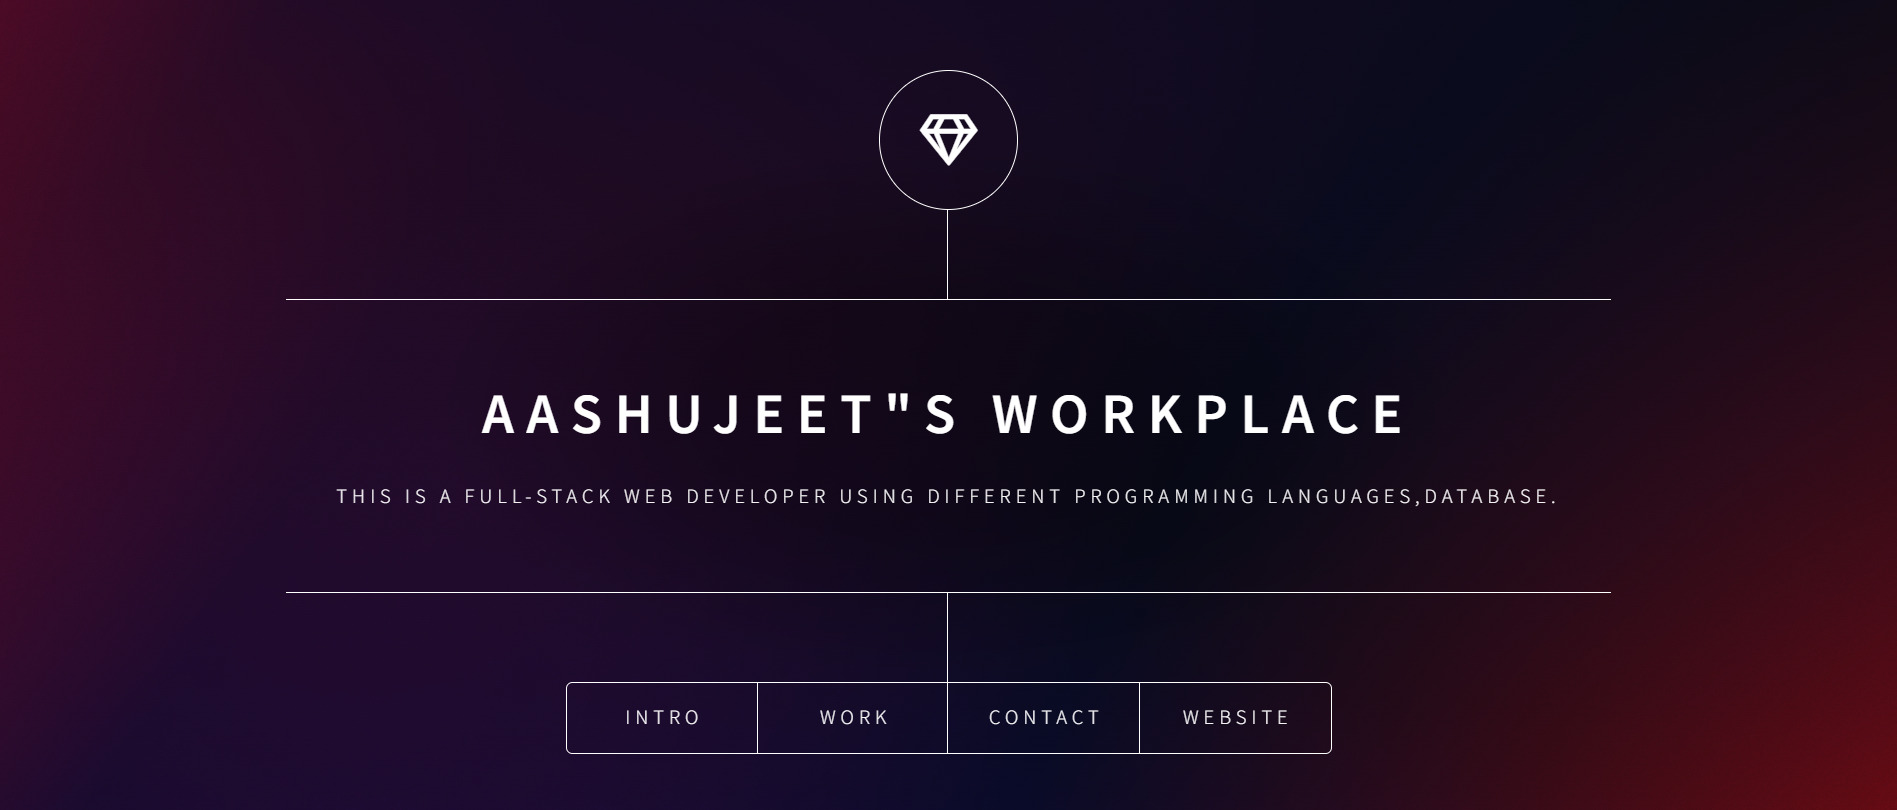 AASHUJEET"S WORKPLACE
THIS IS A FULL-STACK WEB DEVELOPER USING DIFFERENT PROGRAMMING LANGUAGES,DATABASE.
INTRO WORK CONTACT WEBSITE